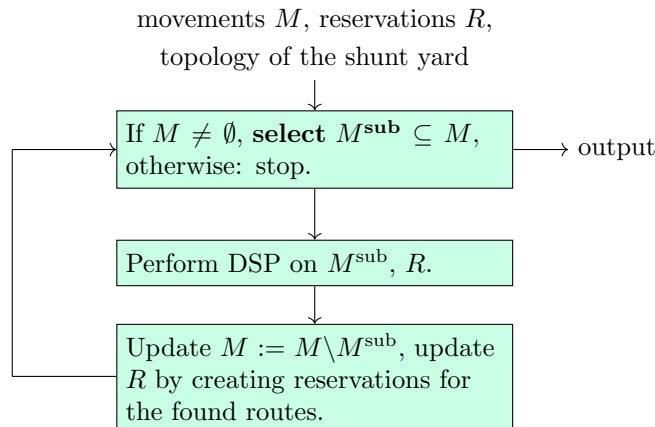 movements M, reservations R,
topology of the shunt yard
If M ≠ ∅, select M^sub ⊆ M,
otherwise: stop.
output
Perform DSP on M^sub, R.
Update M := M\M^sub, update
R by creating reservations for
the found routes.